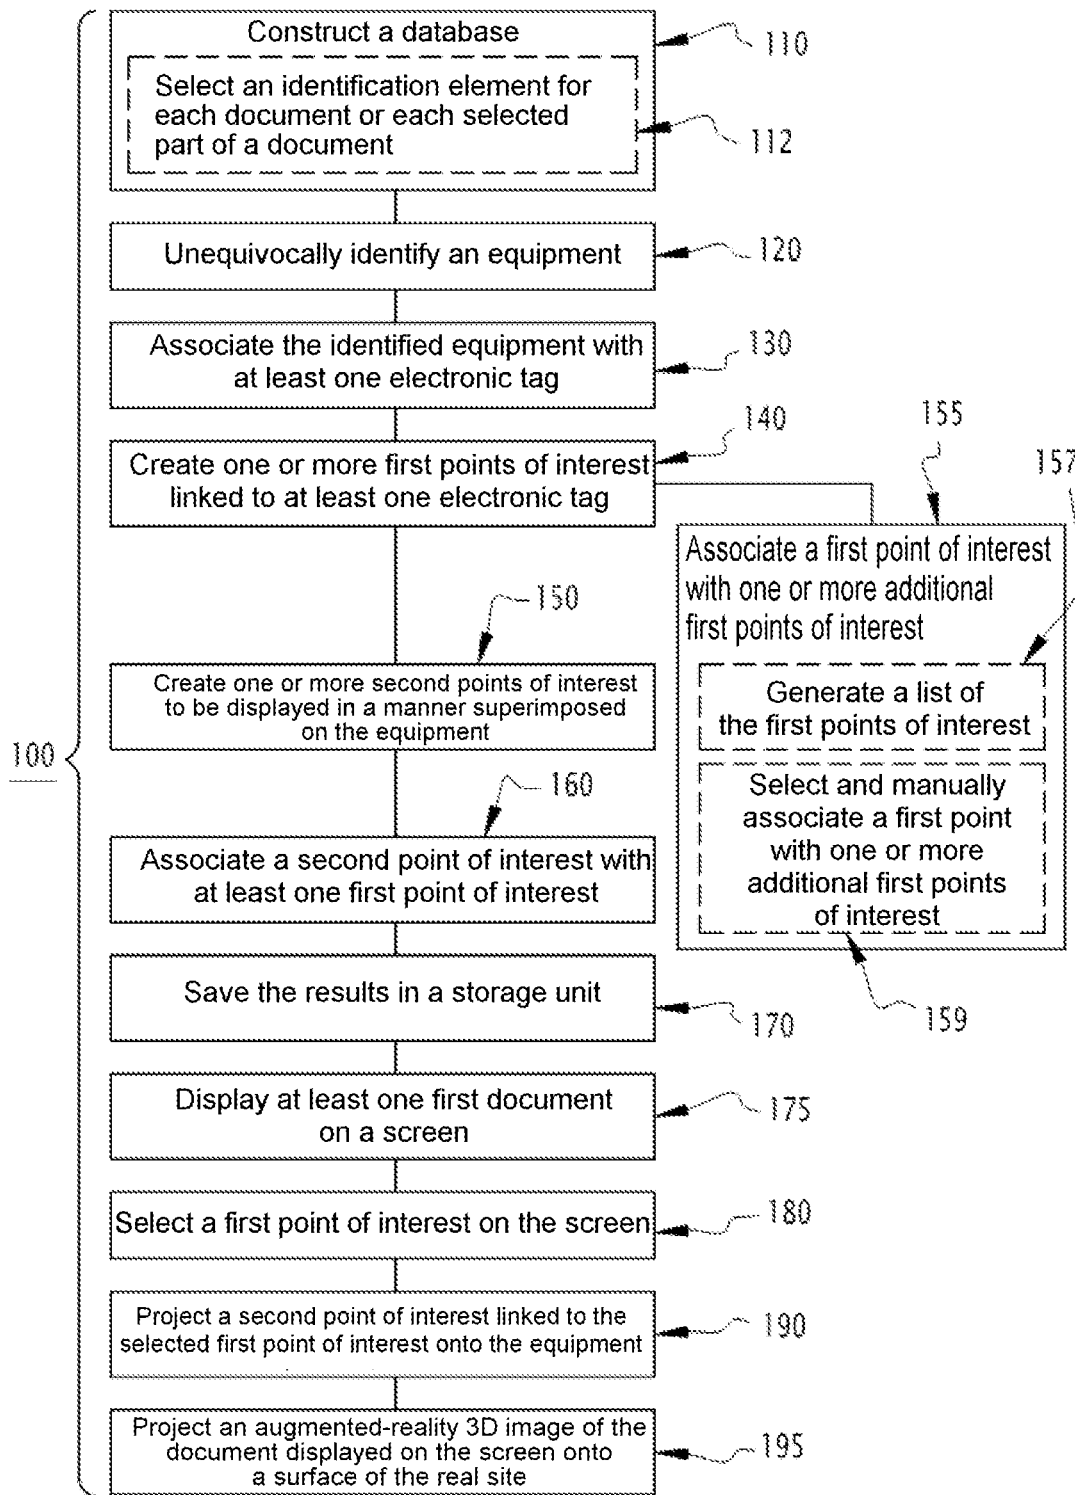 Construct a database
110
Select an identification element for
each document or each selected
part of a document
112
Unequivocally identify an equipment
120
Associate the identified equipment with
at least one electronic tag
130
140
Create one or more first points of interest
linked to at least one electronic tag
155
157
Associate a first point of interest
with one or more additional
first points of interest
Generate a list of
the first points of interest
Select and manually
associate a first point
with one or more
additional first points
of interest
159
150
Create one or more second points of interest
to be displayed in a manner superimposed
on the equipment
100
160
Associate a second point of interest with
at least one first point of interest
Save the results in a storage unit
170
Display at least one first document
on a screen
175
Select a first point of interest on the screen
180
Project a second point of interest linked to the
selected first point of interest onto the equipment
190
Project an augmented-reality 3D image of the
document displayed on the screen onto
a surface of the real site
195